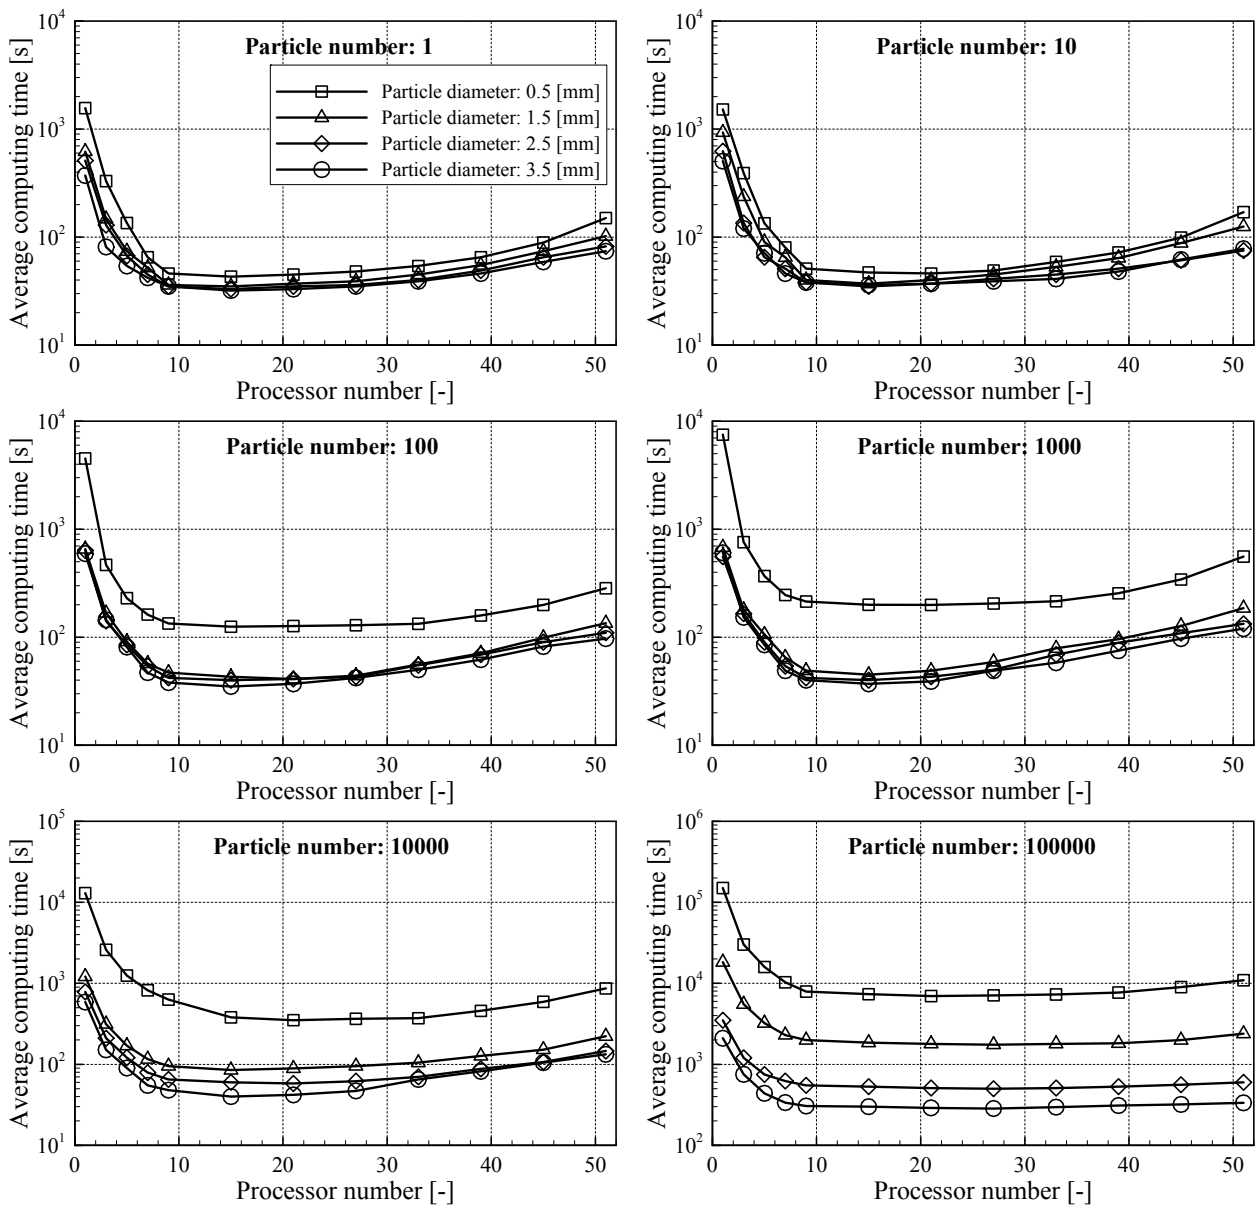 Particle number: 1
Average computing time [s]
10^4
10^3
10^2
10^1
Particle diameter: 0.5 [mm]
Particle diameter: 1.5 [mm]
Particle diameter: 2.5 [mm]
Particle diameter: 3.5 [mm]
0 10 20 30 40 50
Processor number [-]
Particle number: 10
Average computing time [s]
10^4
10^3
10^2
10^1
0 10 20 30 40 50
Processor number [-]
Particle number: 100
Average computing time [s]
10^4
10^3
10^2
10^1
0 10 20 30 40 50
Processor number [-]
Particle number: 1000
Average computing time [s]
10^4
10^3
10^2
10^1
0 10 20 30 40 50
Processor number [-]
Particle number: 10000
Average computing time [s]
10^5
10^4
10^3
10^2
10^1
0 10 20 30 40 50
Processor number [-]
Particle number: 100000
Average computing time [s]
10^6
10^5
10^4
10^3
10^2
0 10 20 30 40 50
Processor number [-]